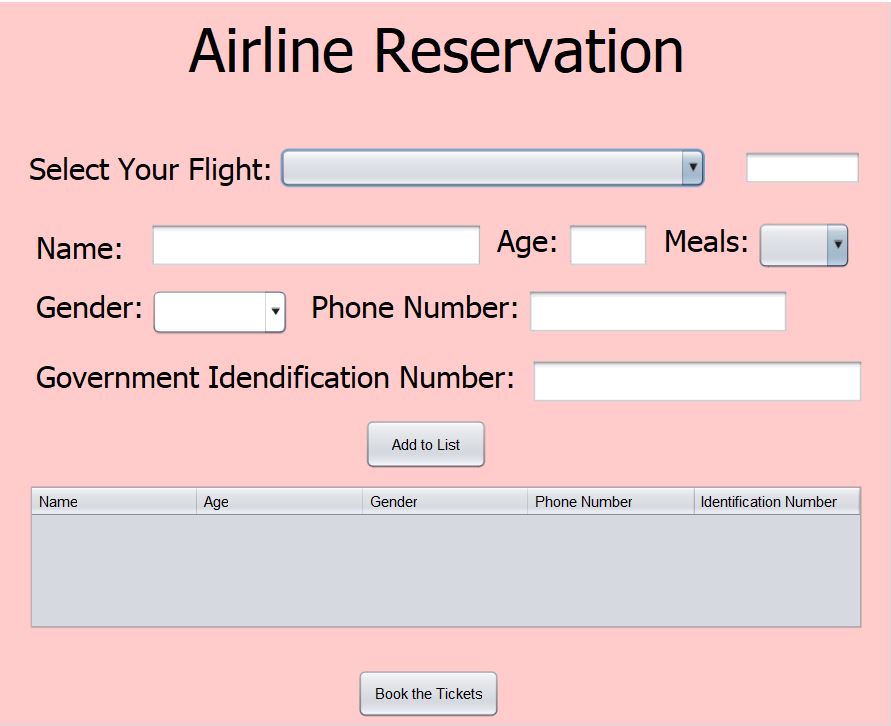 Airline Reservation
Select Your Flight:
Name: Age: Meals:
Gender: Phone Number:
Government Idendification Number:
Add to List
Name Age Gender Phone Number Identification Number
Book the Tickets